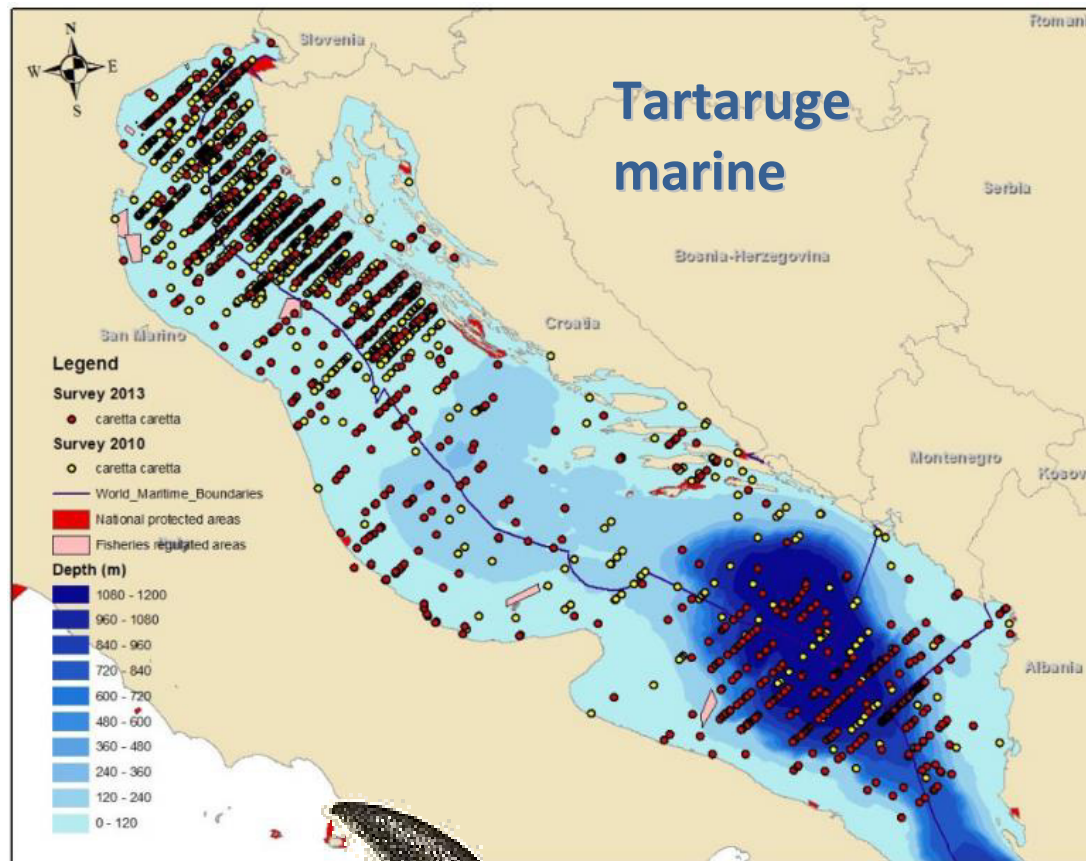 N
W E
S
Slovenia
Romani
Tartaruge
marine
Serbia
Bosnia-Herzegovina
San Marino
Croatia
Legend
Survey 2013
caretta caretta
Survey 2010
caretta caretta
World_Maritime_Boundaries
Montenegro
Kosov
National protected areas
Fisheries regulated areas
Depth (m)
1080 - 1200
960 - 1080
840 - 960
720 - 840
Albania
600 - 720
480 - 600
360 - 480
240 - 360
120 - 240
0 - 120